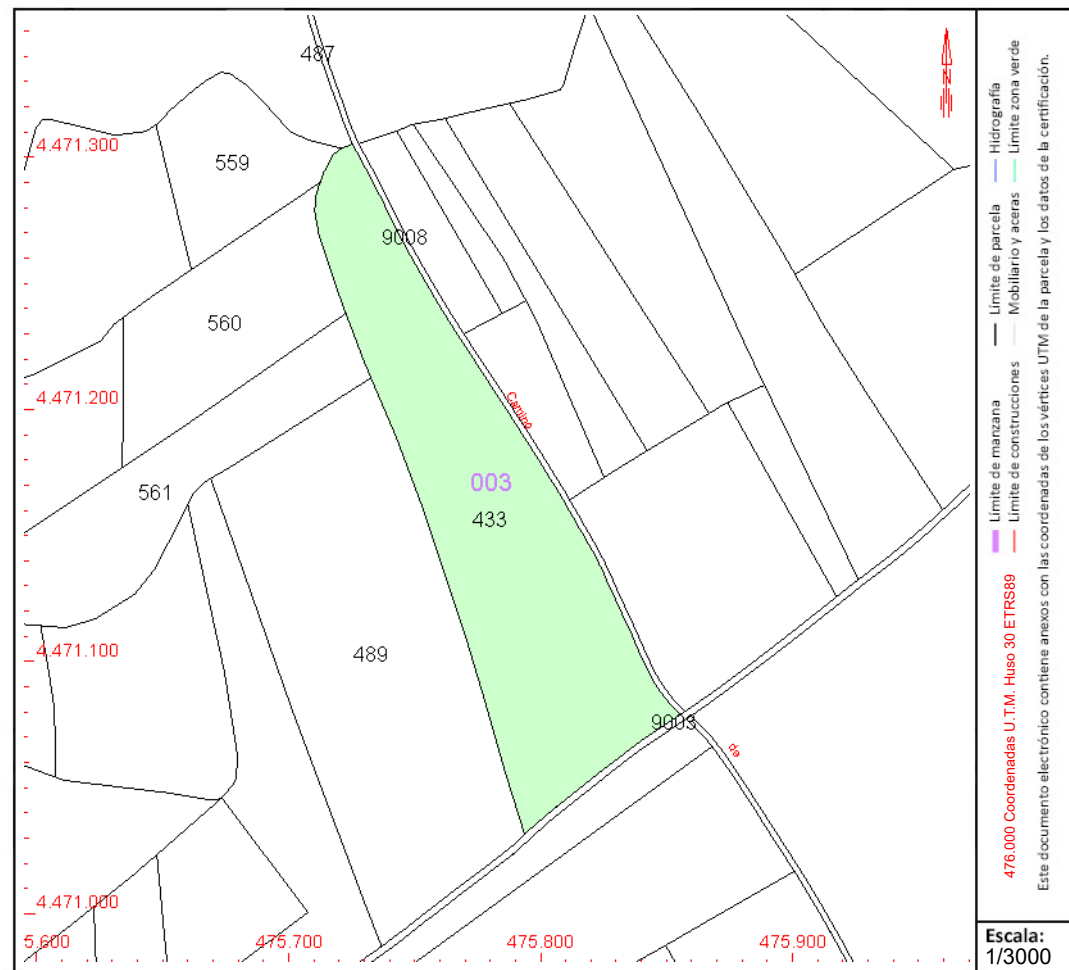 487
4.471.300
559
9008
560
4.471.200
Camino
003
561
433
4.471.100
489
9003
de
4.471.000
5.600
475.700
475.800
475.900
N
Hidrografía
Límite zona verde
Límite de parcela
Mobiliario y aceras
Límite de manzana
Límite de construcciones
476.000 Coordenadas U.T.M. Huso 30 ETRS89
Este documento electrónico contiene anexos con las coordenadas de los vértices UTM de la parcela y los datos de la certificación.
Escala:
1/3000